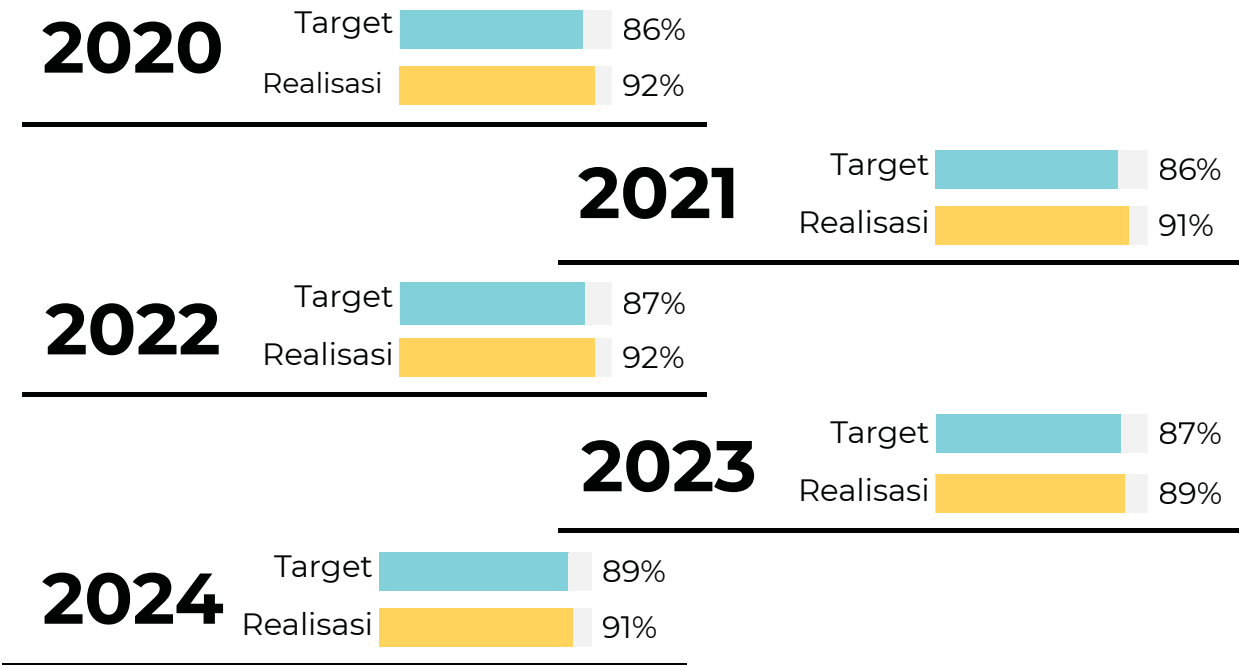 2020
Target 86%
Realisasi 92%
2021
Target 86%
Realisasi 91%
2022
Target 87%
Realisasi 92%
2023
Target 87%
Realisasi 89%
2024
Target 89%
Realisasi 91%